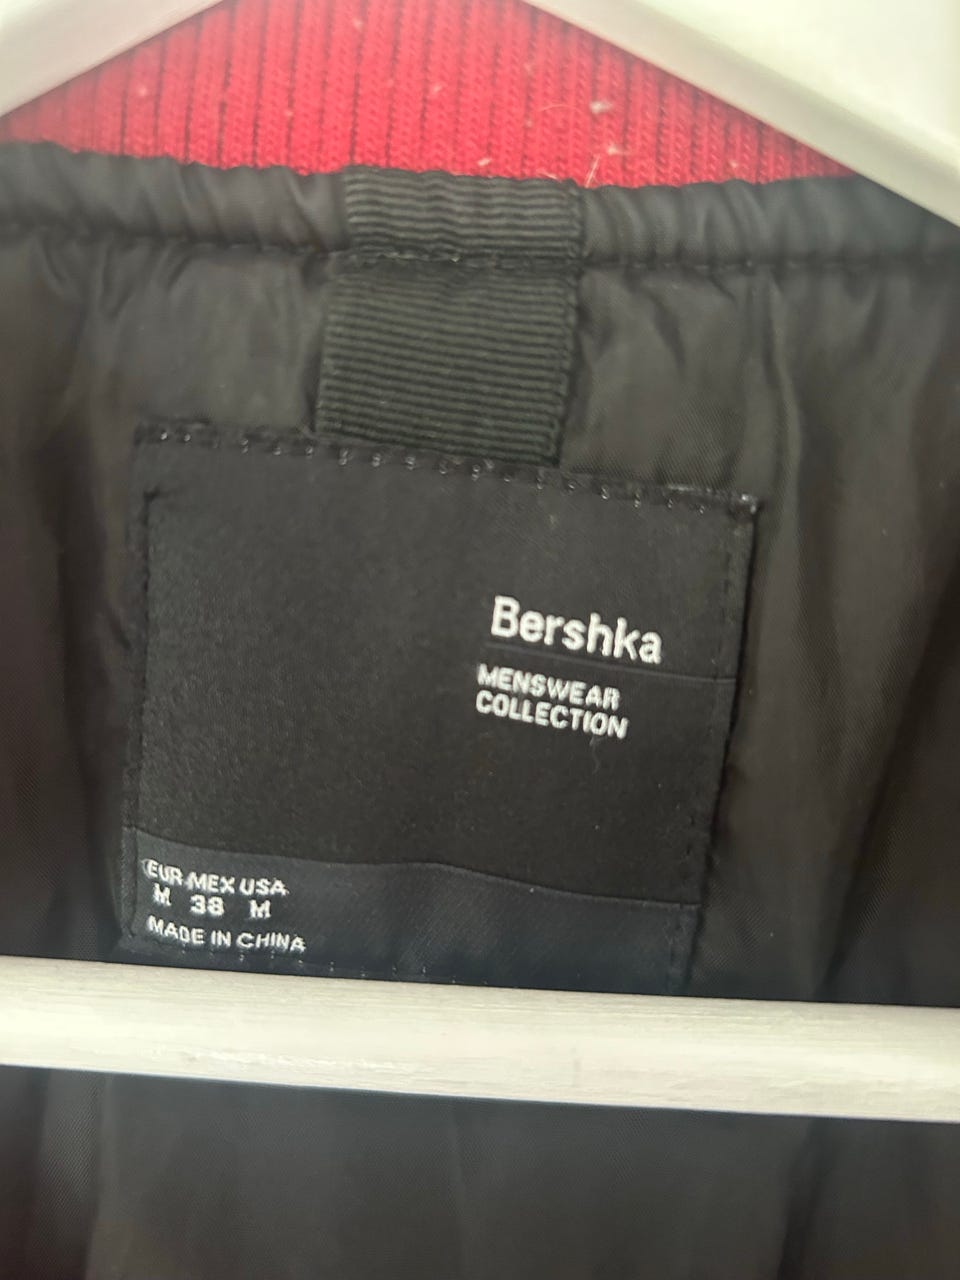 Bershka
MENSWEAR
COLLECTION
EUR MEX USA
M 38 M
MADE IN CHINA